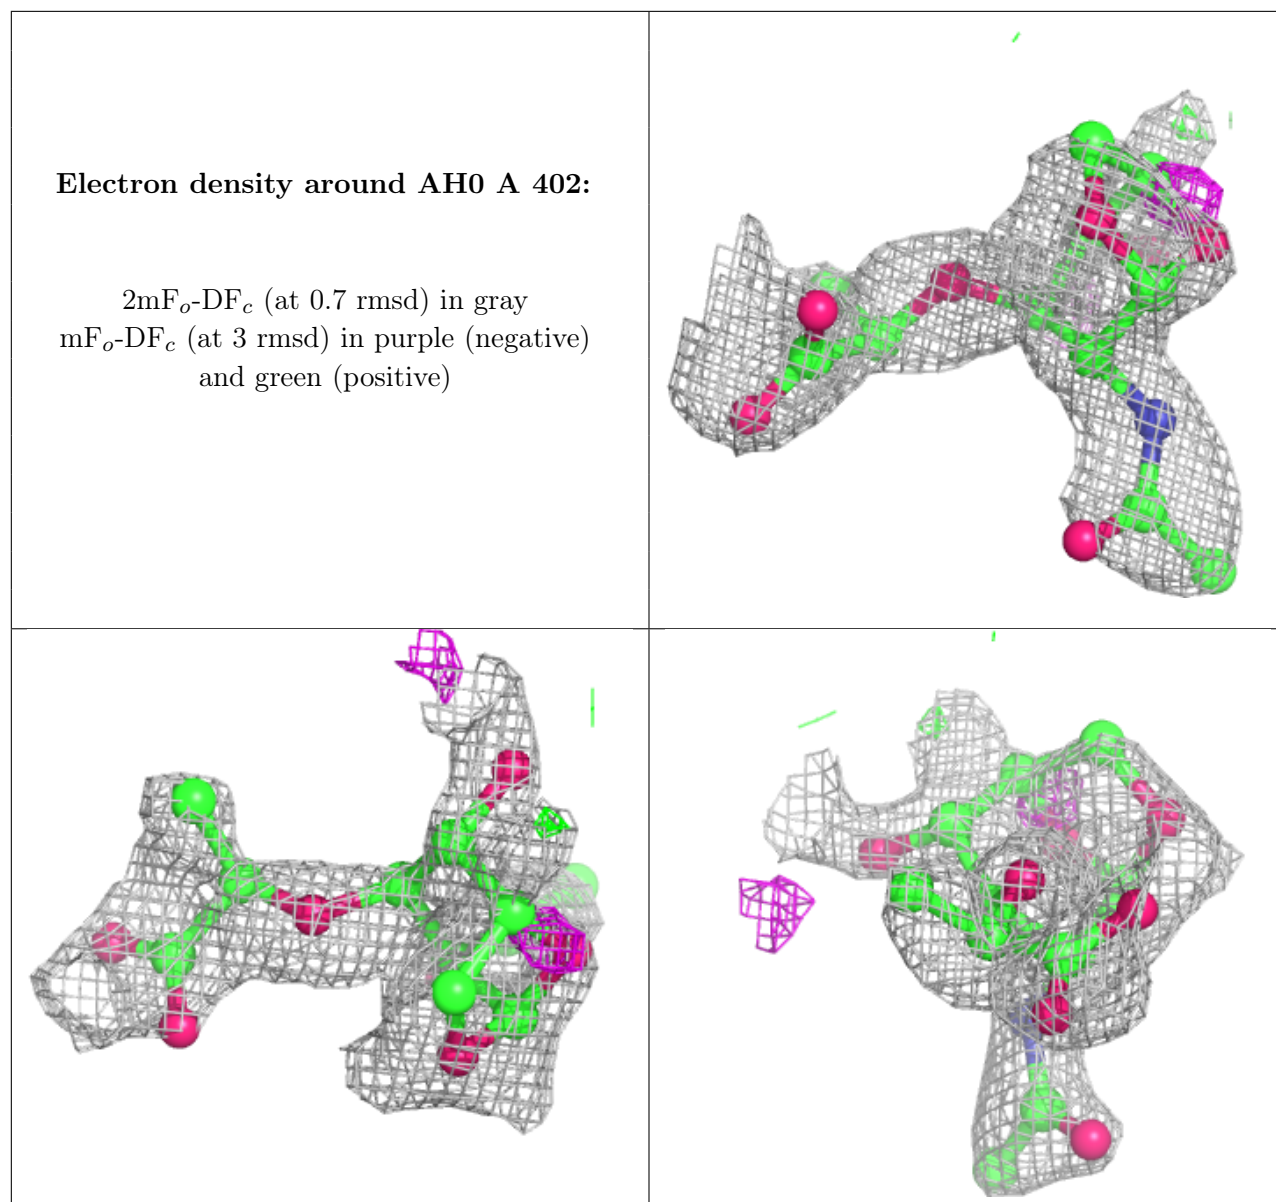 Electron density around AH0 A 402:
2mFo-DFc (at 0.7 rmsd) in gray
mFo-DFc (at 3 rmsd) in purple (negative)
and green (positive)